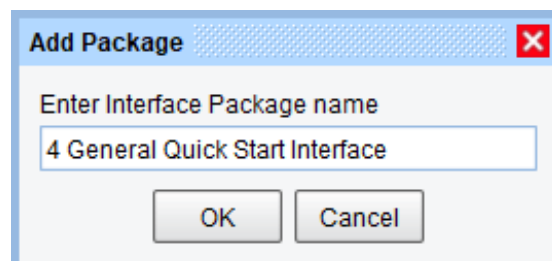 Add Package
Enter Interface Package name
4 General Quick Start Interface
OK Cancel